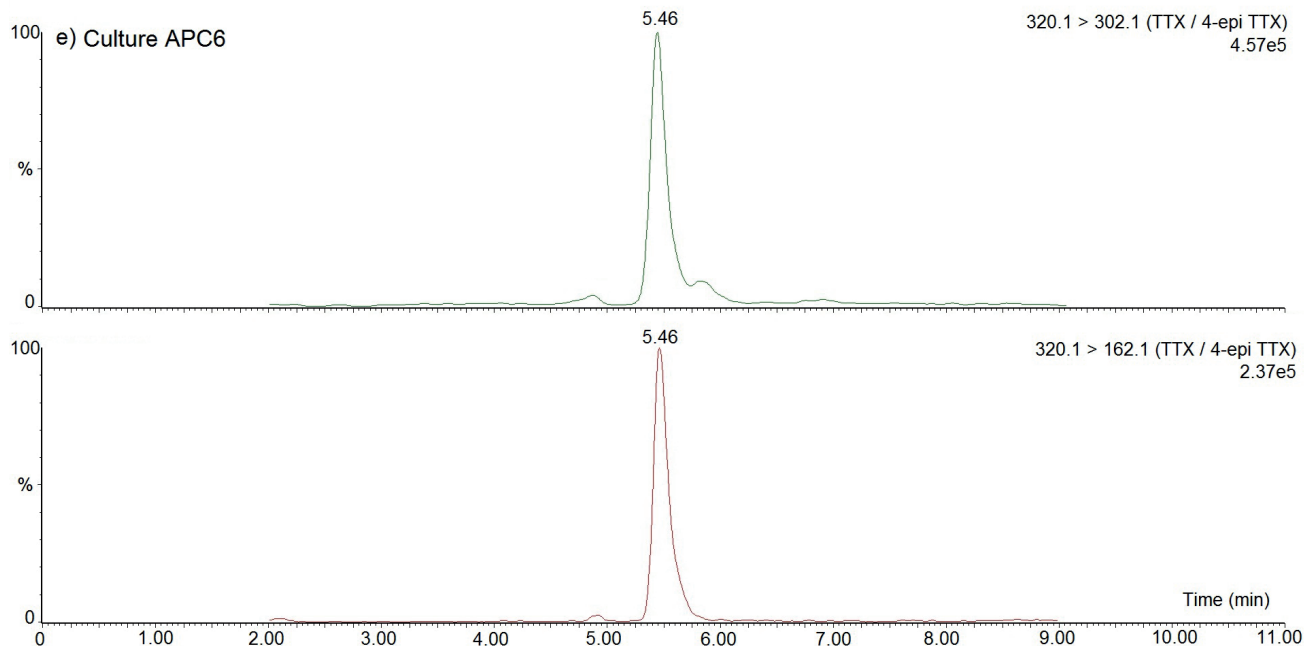 5.46
320.1 > 302.1 (TTX / 4-epi TTX)
4.57e5
e) Culture APC6
100
%
0
5.46
320.1 > 162.1 (TTX / 4-epi TTX)
2.37e5
100
%
0
Time (min)
0 1.00 2.00 3.00 4.00 5.00 6.00 7.00 8.00 9.00 10.00 11.00